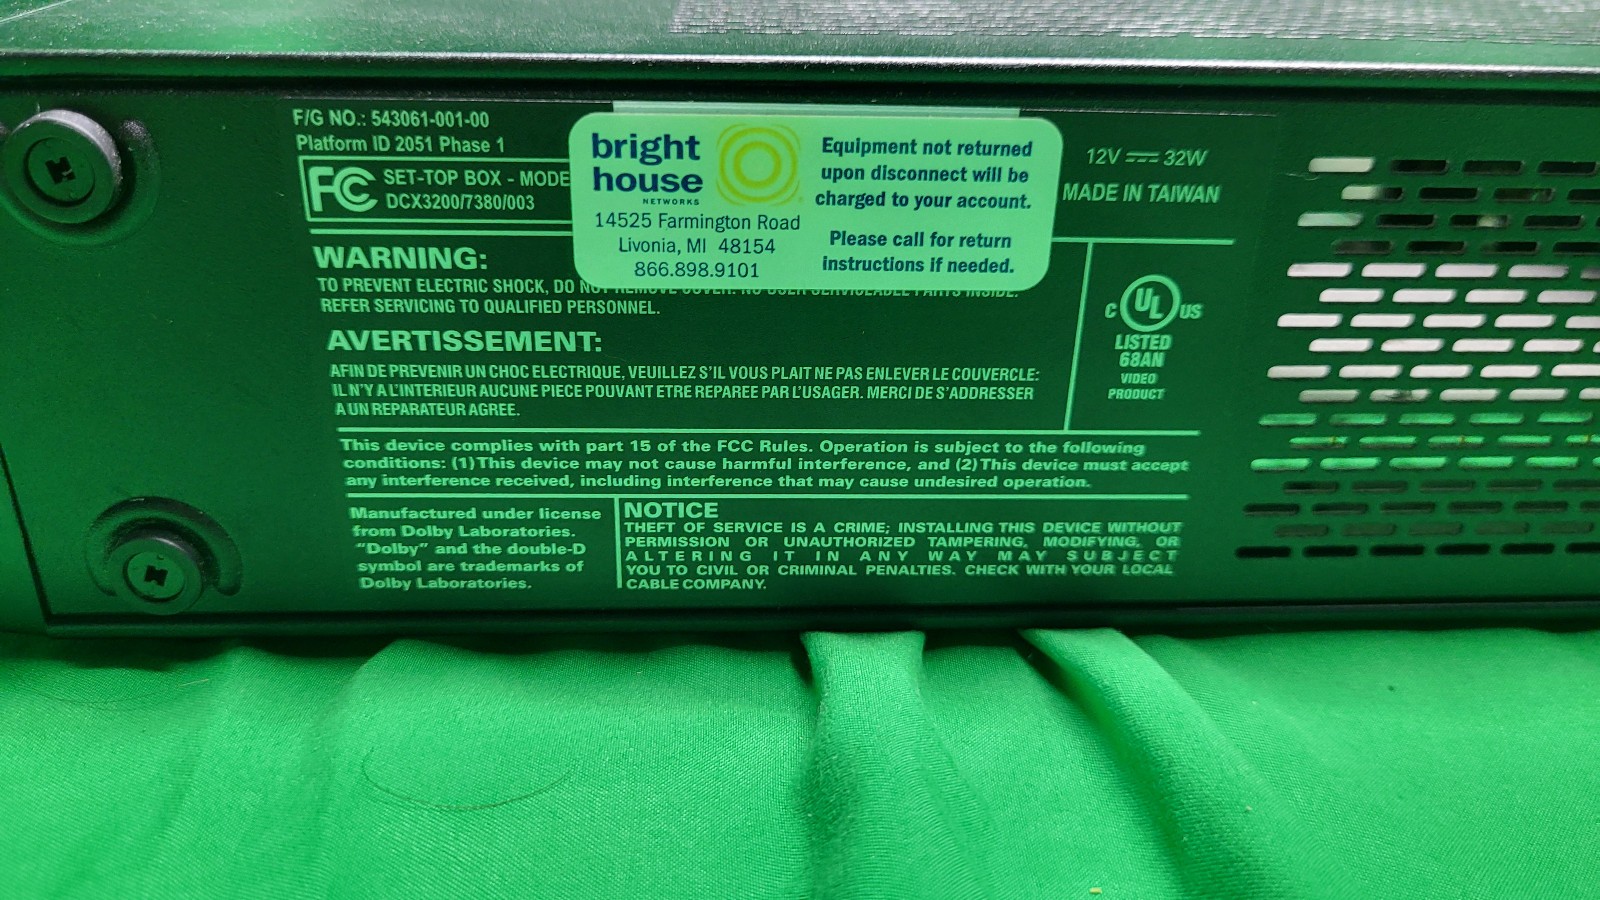 F/G NO.: 543061-001-00
Platform ID 2051 Phase 1
FC SET-TOP BOX - MODE
DCX3200/7380/003
bright
house
NETWORKS
14525 Farmington Road
Livonia, MI 48154
866.898.9101
Equipment not returned
upon disconnect will be
charged to your account.
Please call for return
instructions if needed.
12V 32W
MADE IN TAIWAN
WARNING:
TO PREVENT ELECTRIC SHOCK, DO NOT REMOVE COVER. NO USER SERVICEABLE PARTS INSIDE.
REFER SERVICING TO QUALIFIED PERSONNEL.
AVERTISSEMENT:
AFIN DE PREVENIR UN CHOC ELECTRIQUE, VEUILLEZ S'IL VOUS PLAIT NE PAS ENLEVER LE COUVERCLE:
IL N'Y A L'INTERIEUR AUCUNE PIECE POUVANT ETRE REPAREE PAR L'USAGER. MERCI DE S'ADDRESSER
A UN REPARATEUR AGREE.
C UL US
LISTED
68AN
VIDEO
PRODUCT
This device complies with part 15 of the FCC Rules. Operation is subject to the following
conditions: (1) This device may not cause harmful interference, and (2) This device must accept
any interference received, including interference that may cause undesired operation.
Manufactured under license
from Dolby Laboratories.
"Dolby" and the double-D
symbol are trademarks of
Dolby Laboratories.
NOTICE
THEFT OF SERVICE IS A CRIME; INSTALLING THIS DEVICE WITHOUT
PERMISSION OR UNAUTHORIZED TAMPERING, MODIFYING, OR
ALTERING IT IN ANY WAY MAY SUBJECT
YOU TO CIVIL OR CRIMINAL PENALTIES. CHECK WITH YOUR LOCAL
CABLE COMPANY.